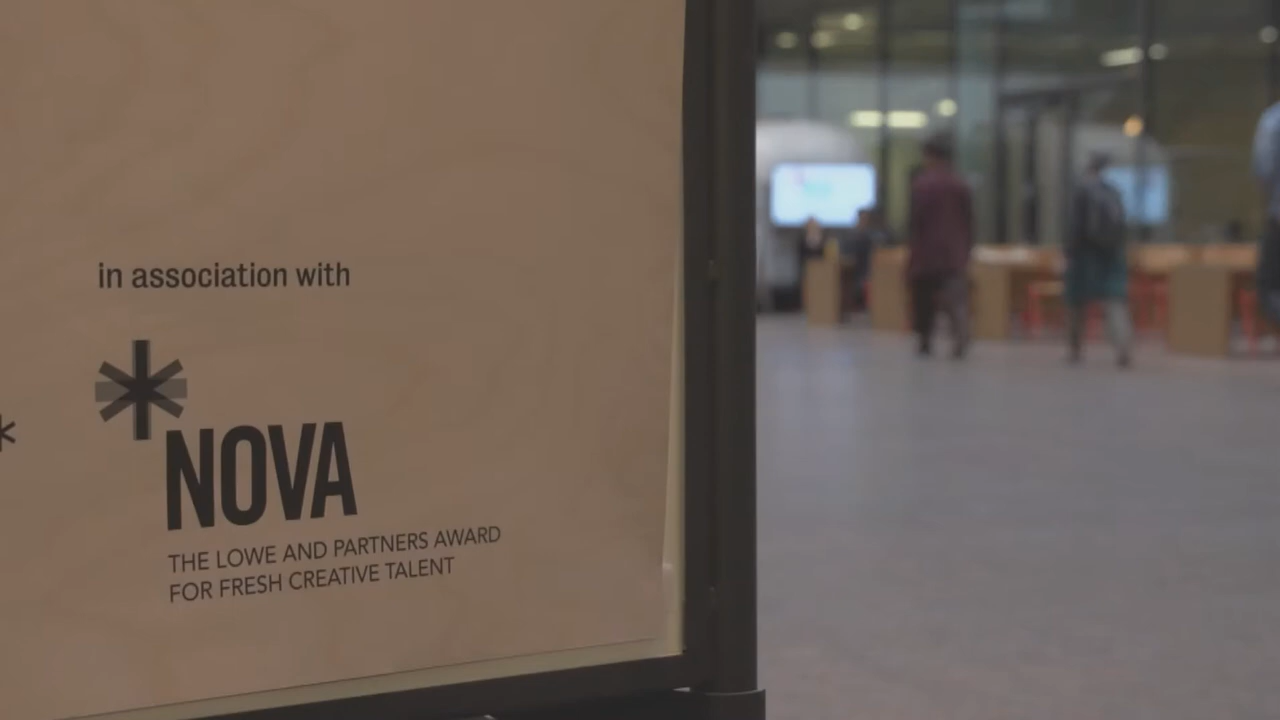 in association with
NOVA
THE LOWE AND PARTNERS AWARD
FOR FRESH CREATIVE TALENT